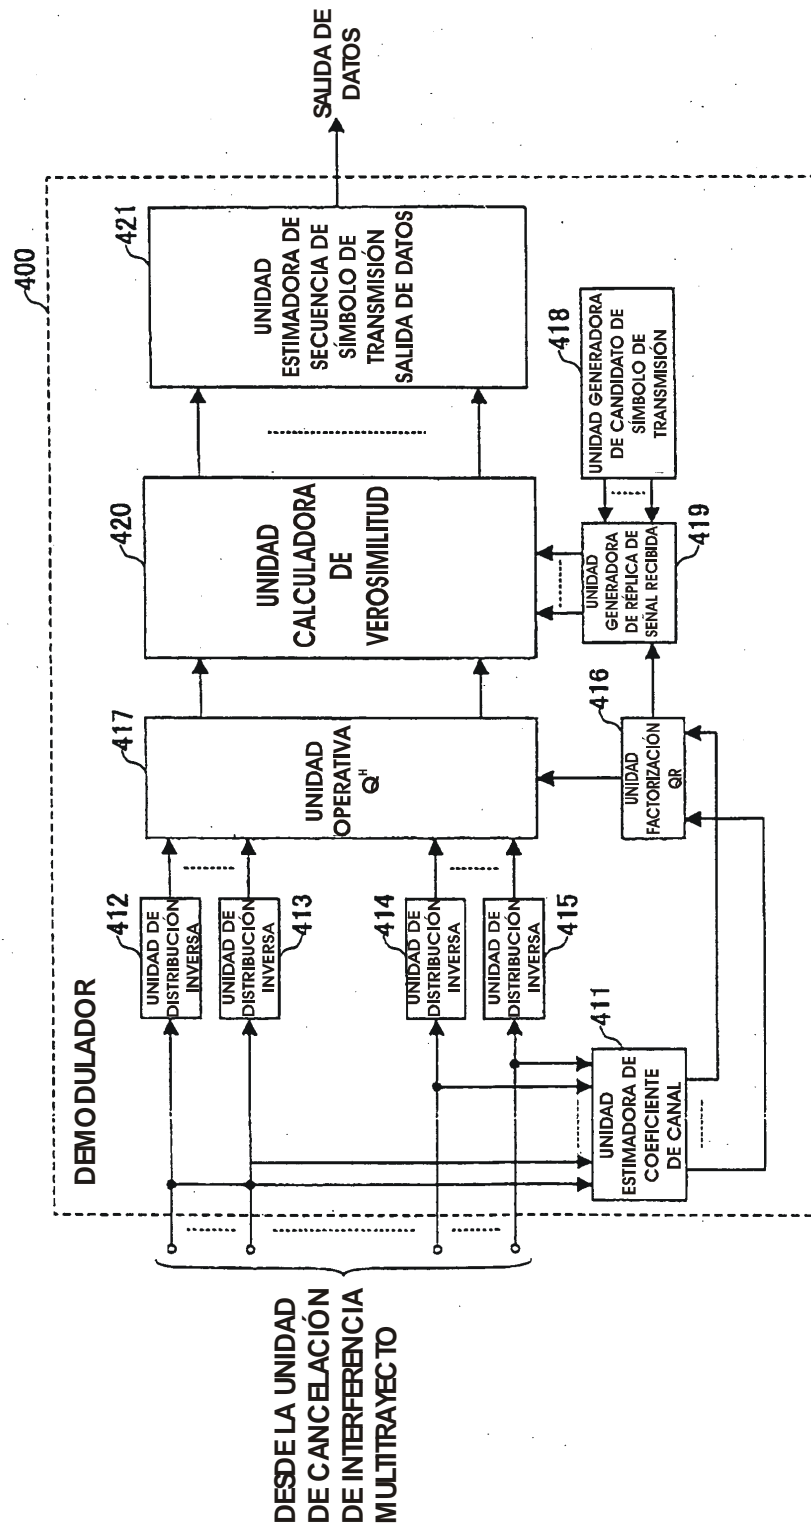 400
DEMODULADOR
DESDE LA UNIDAD
DE CANCELACIÓN
DE INTERFERENCIA
MULTITRAYECTO
412
UNIDAD DE
DISTRIBUCIÓN
INVERSA
413
UNIDAD DE
DISTRIBUCIÓN
INVERSA
414
UNIDAD DE
DISTRIBUCIÓN
INVERSA
415
UNIDAD DE
DISTRIBUCIÓN
INVERSA
411
UNIDAD
ESTIMADORA DE
COEFICIENTE
DE CANAL
417
UNIDAD
OPERATIVA
Q^H
416
UNIDAD
FACTORIZACIÓN
QR
420
UNIDAD
CALCULADORA
DE
VEROSIMILITUD
419
UNIDAD
GENERADORA
DE RÉPLICA DE
SEÑAL RECIBIDA
418
UNIDAD GENERADORA
DE CANDIDATO DE
SÍMBOLO DE
TRANSMISIÓN
421
UNIDAD
ESTIMADORA DE
SECUENCIA DE
SÍMBOLO DE
TRANSMISIÓN
SALIDA DE DATOS
SALIDA DE
DATOS